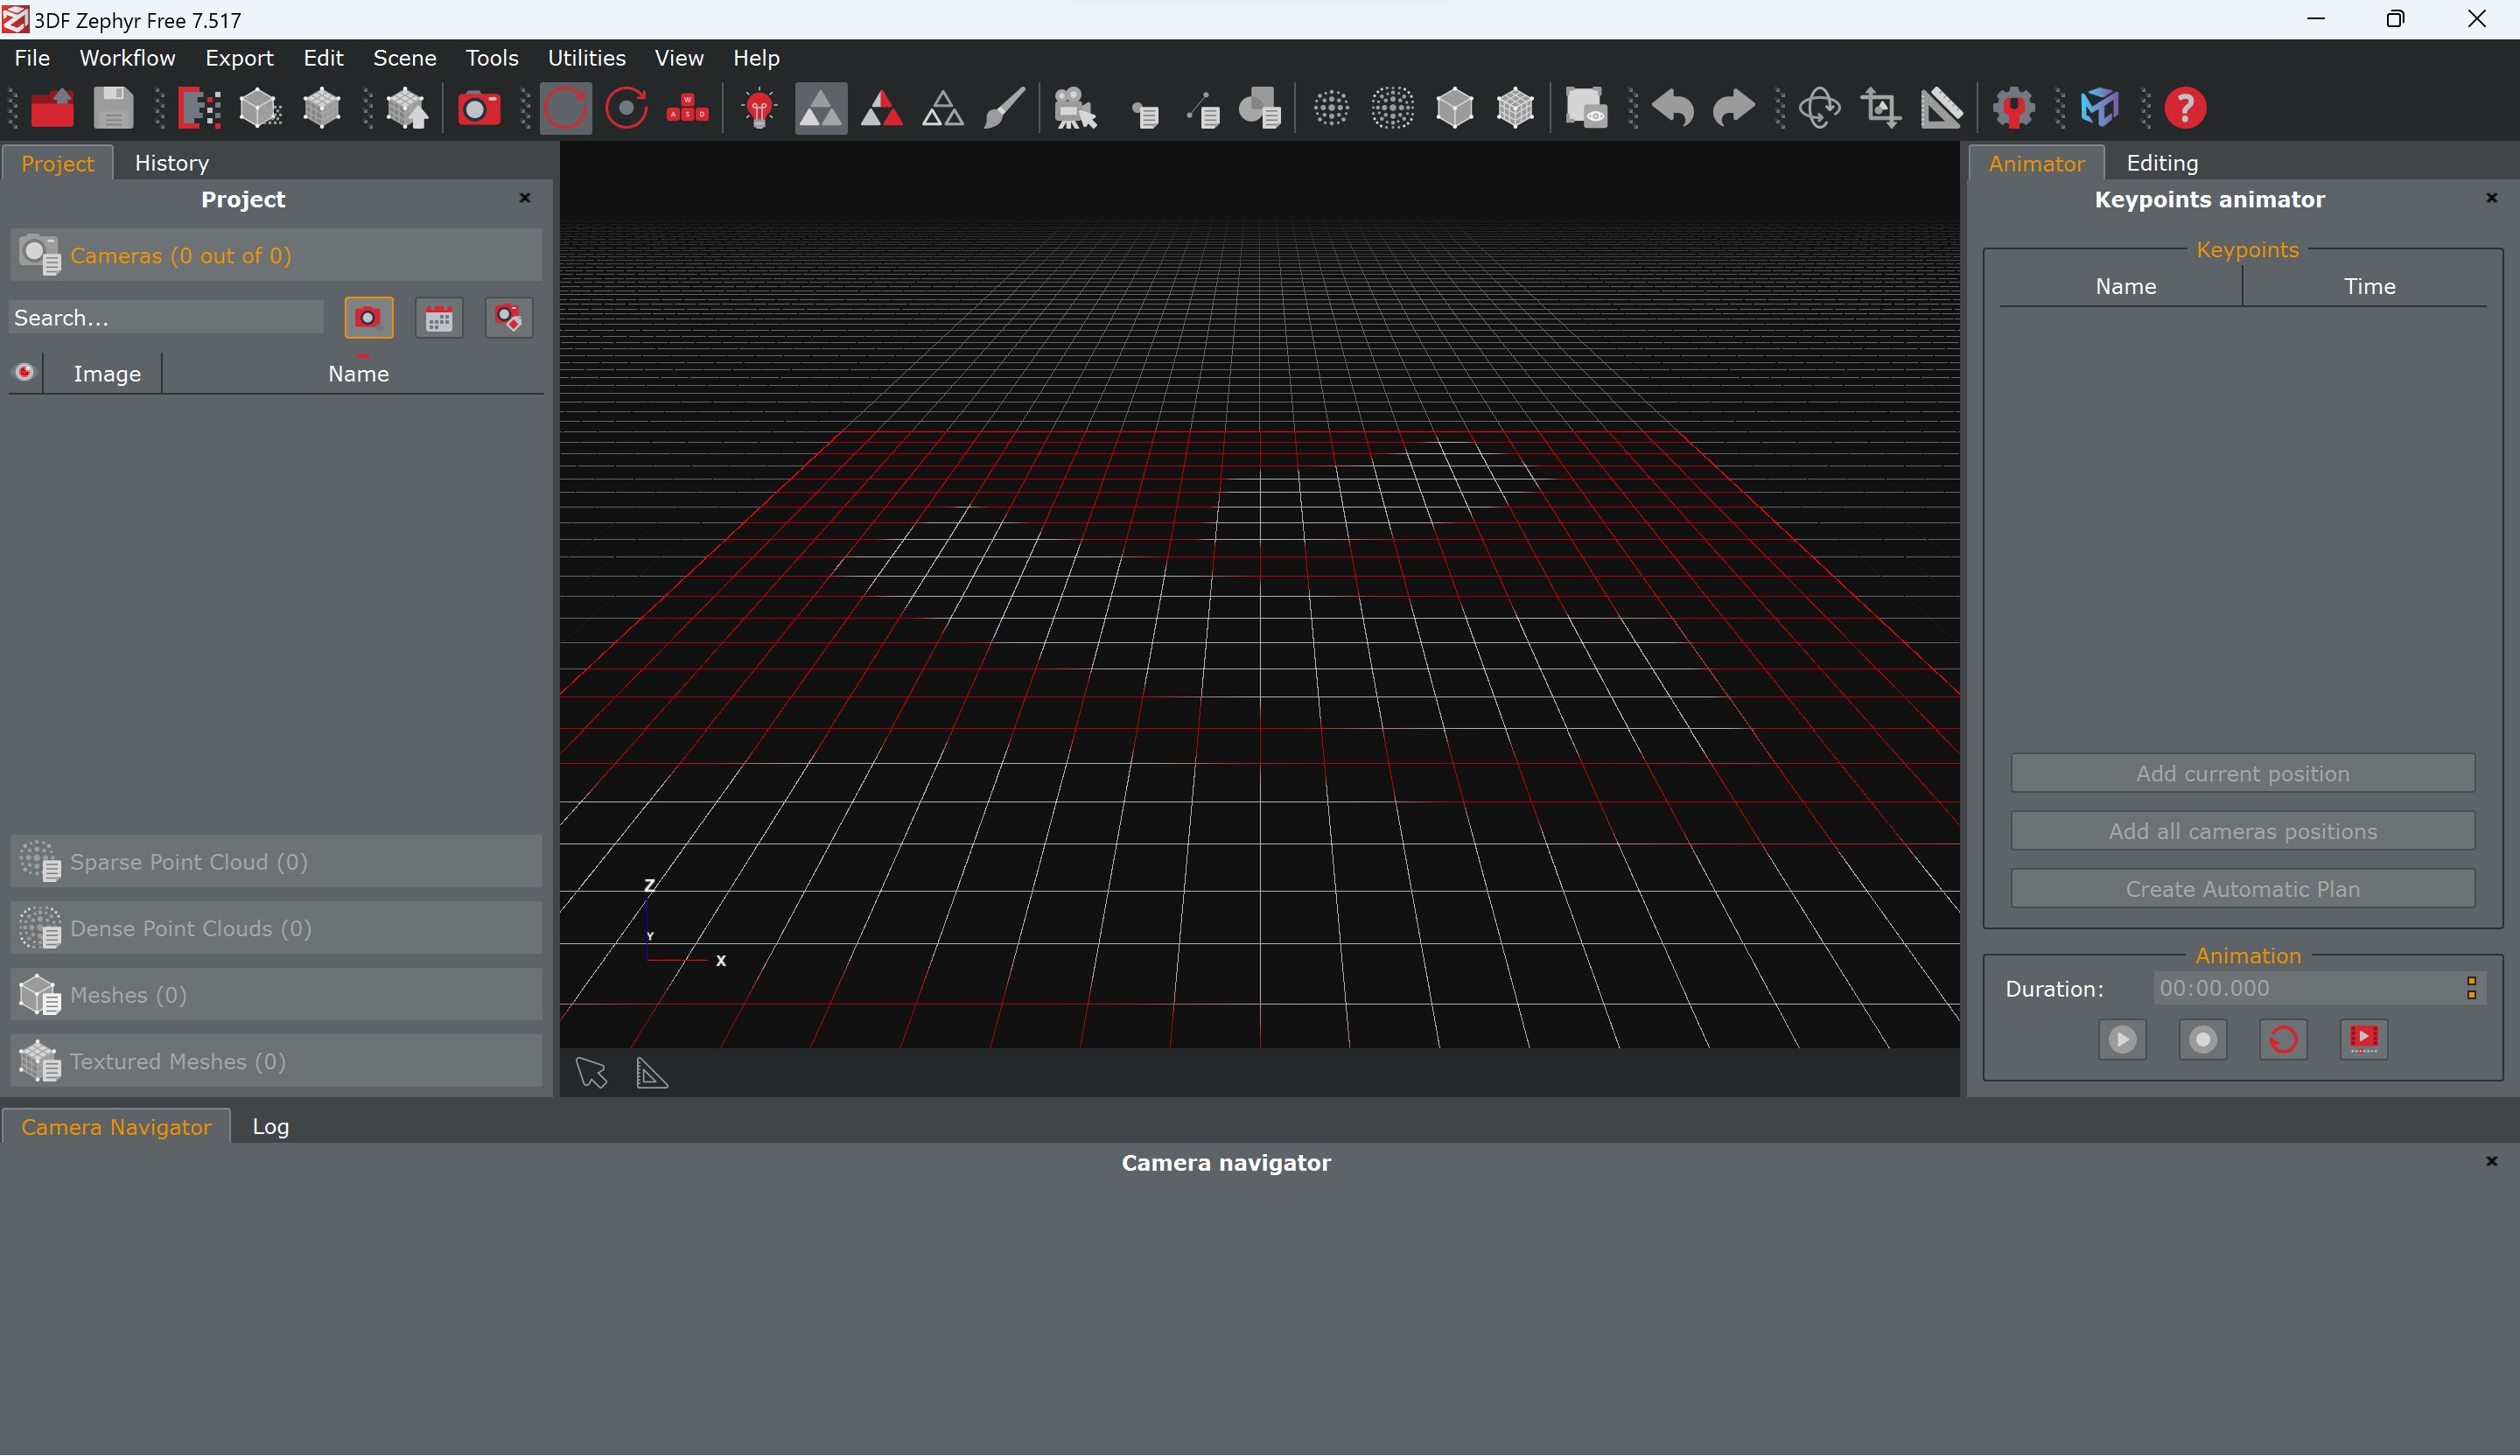 3DF Zephyr Free 7.517
File Workflow Export Edit Scene Tools Utilities View Help
W
A S D
Project History
Project
Cameras (0 out of 0)
Search...
Image Name
Sparse Point Cloud (0)
Dense Point Clouds (0)
Meshes (0)
Textured Meshes (0)
Z
Y
X
Animator Editing
Keypoints animator
Keypoints
Name Time
Add current position
Add all cameras positions
Create Automatic Plan
Animation
Duration: 00:00.000
Camera Navigator Log
Camera navigator